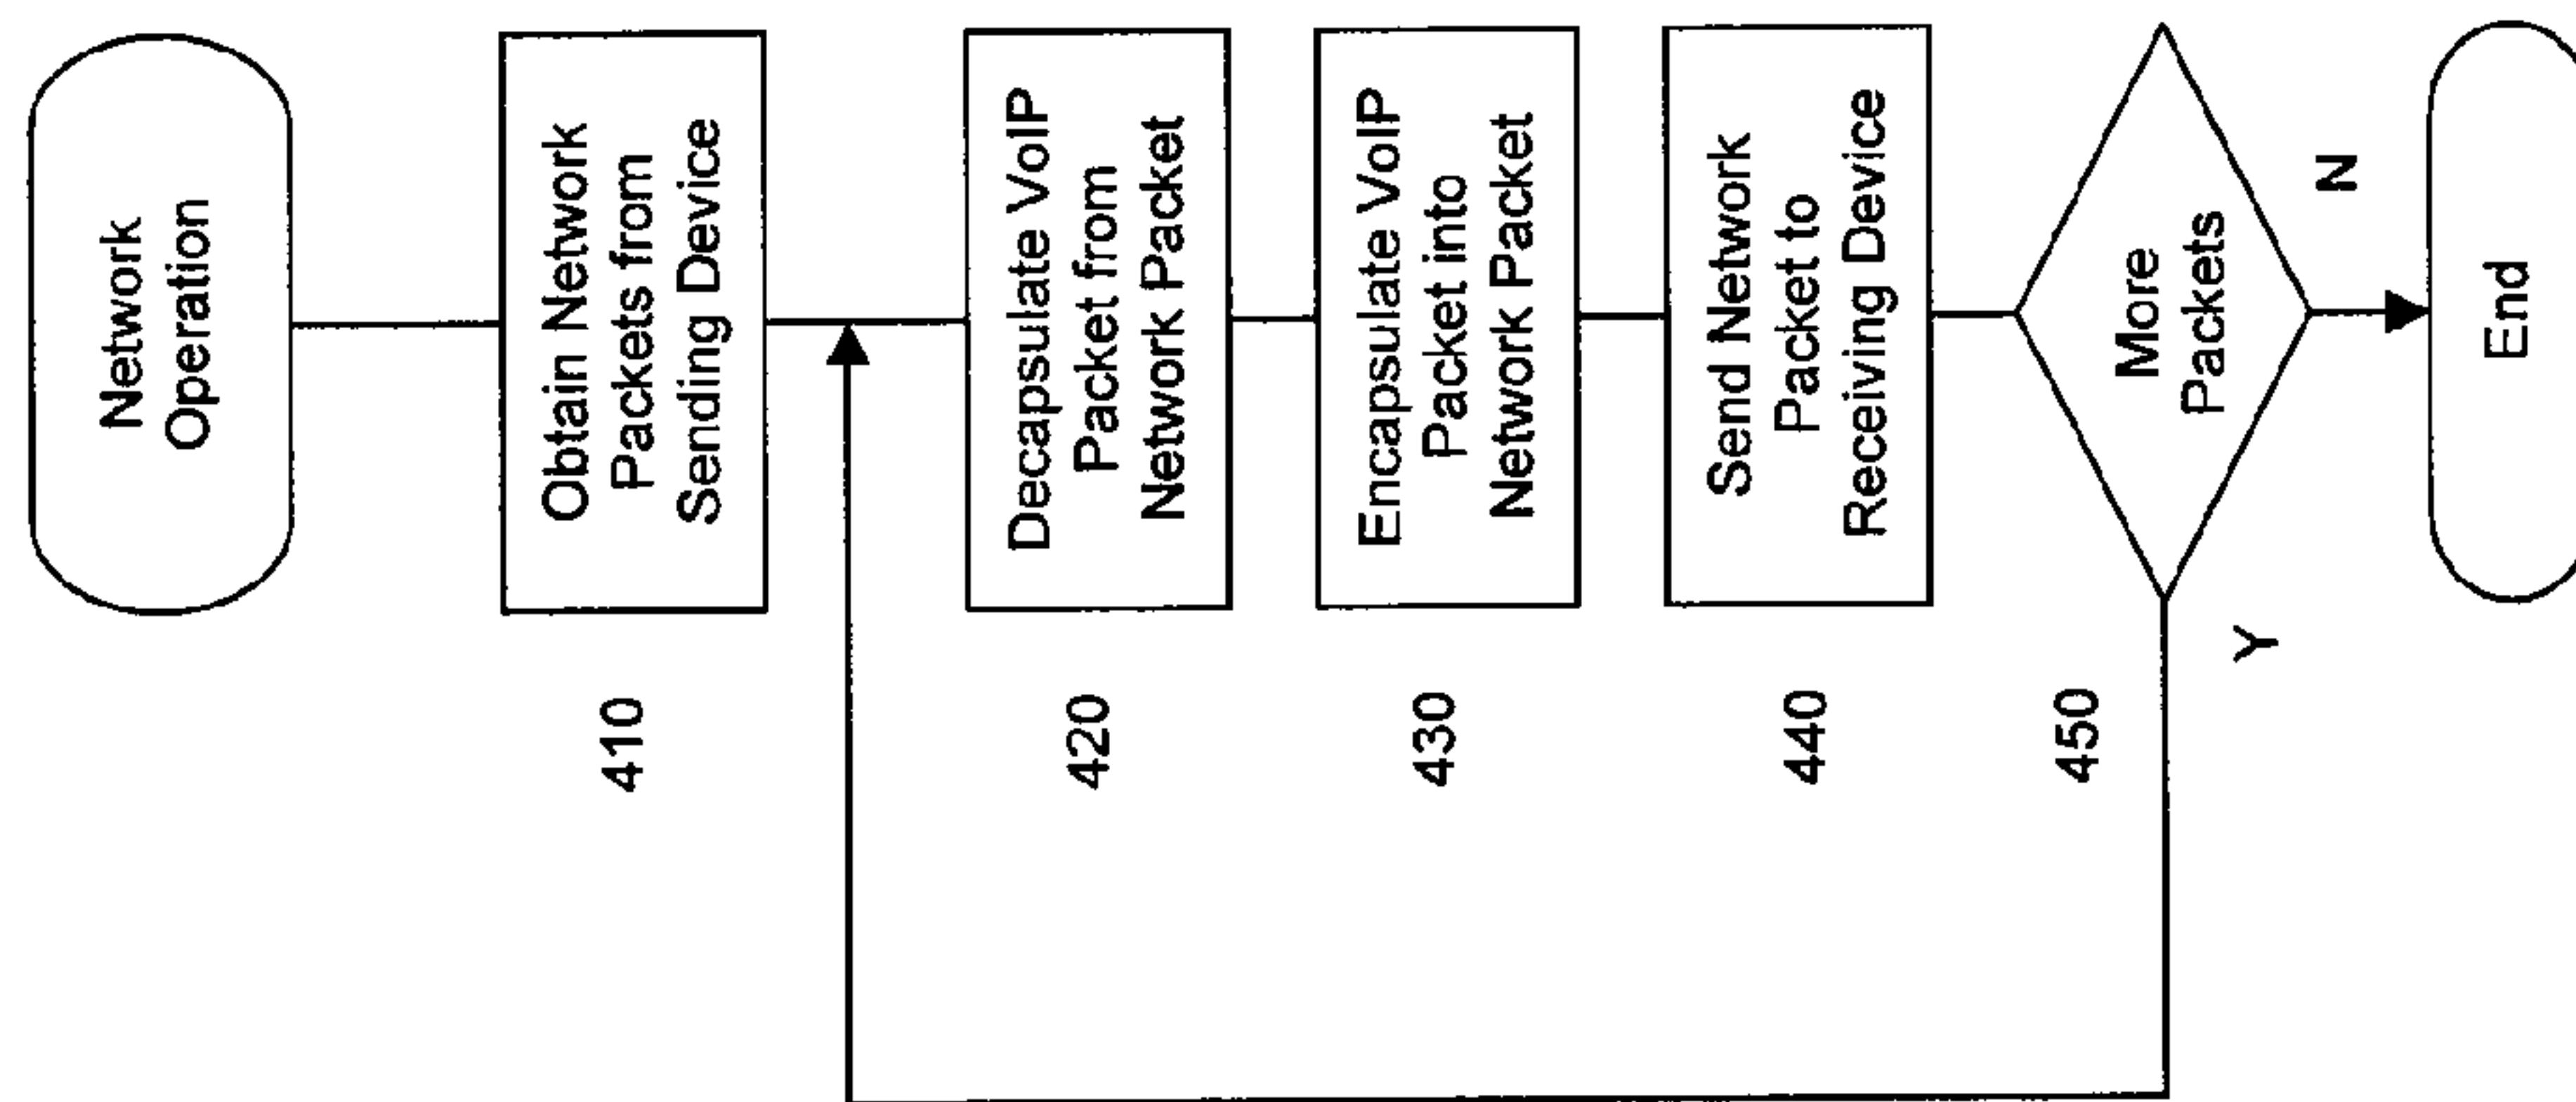 Network
Operation
410
Obtain Network
Packets from
Sending Device
420
Decapsulate VoIP
Packet from
Network Packet
430
Encapsulate VoIP
Packet into
Network Packet
440
Send Network
Packet to
Receiving Device
450
More
Packets
Y
N
End